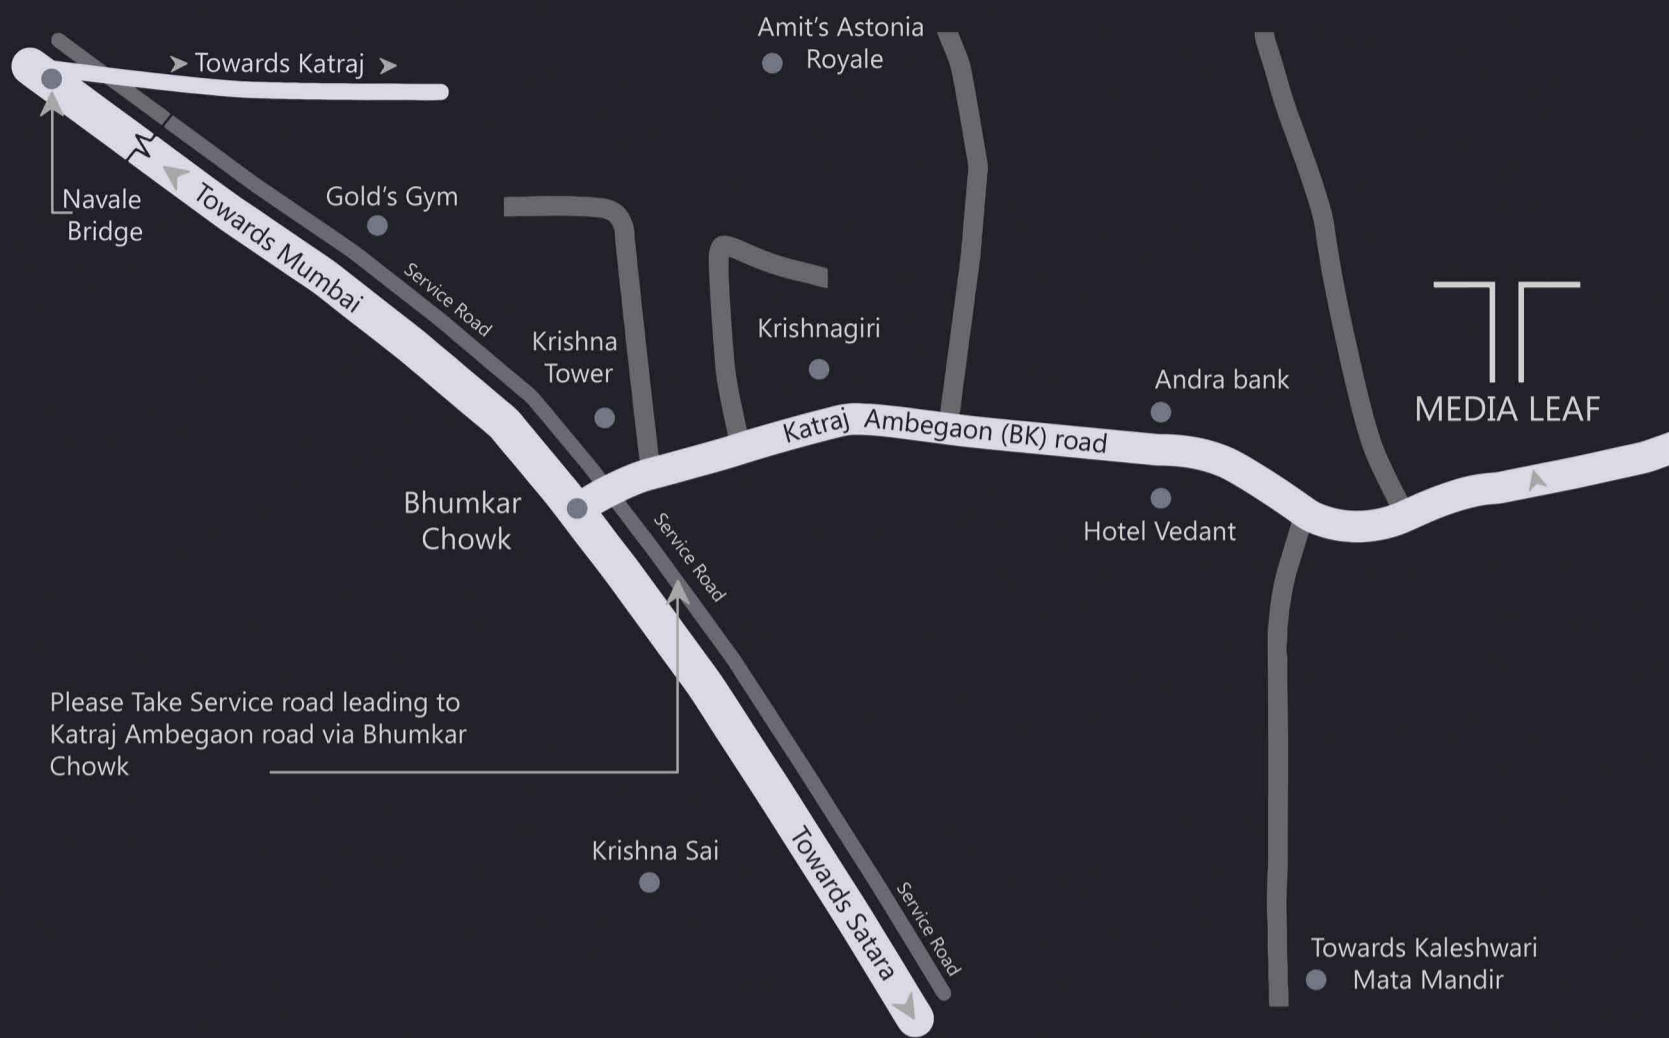 Amit's Astonia
Royale
Towards Katraj
Navale
Bridge
Towards Mumbai
Gold's Gym
Service Road
Krishna
Tower
Krishnagiri
Katraj Ambegaon (BK) road
Andra bank
MEDIA LEAF
Bhumkar
Chowk
Service Road
Hotel Vedant
Please Take Service road leading to
Katraj Ambegaon road via Bhumkar
Chowk
Krishna Sai
Towards Satara
Service Road
Towards Kaleshwari
Mata Mandir